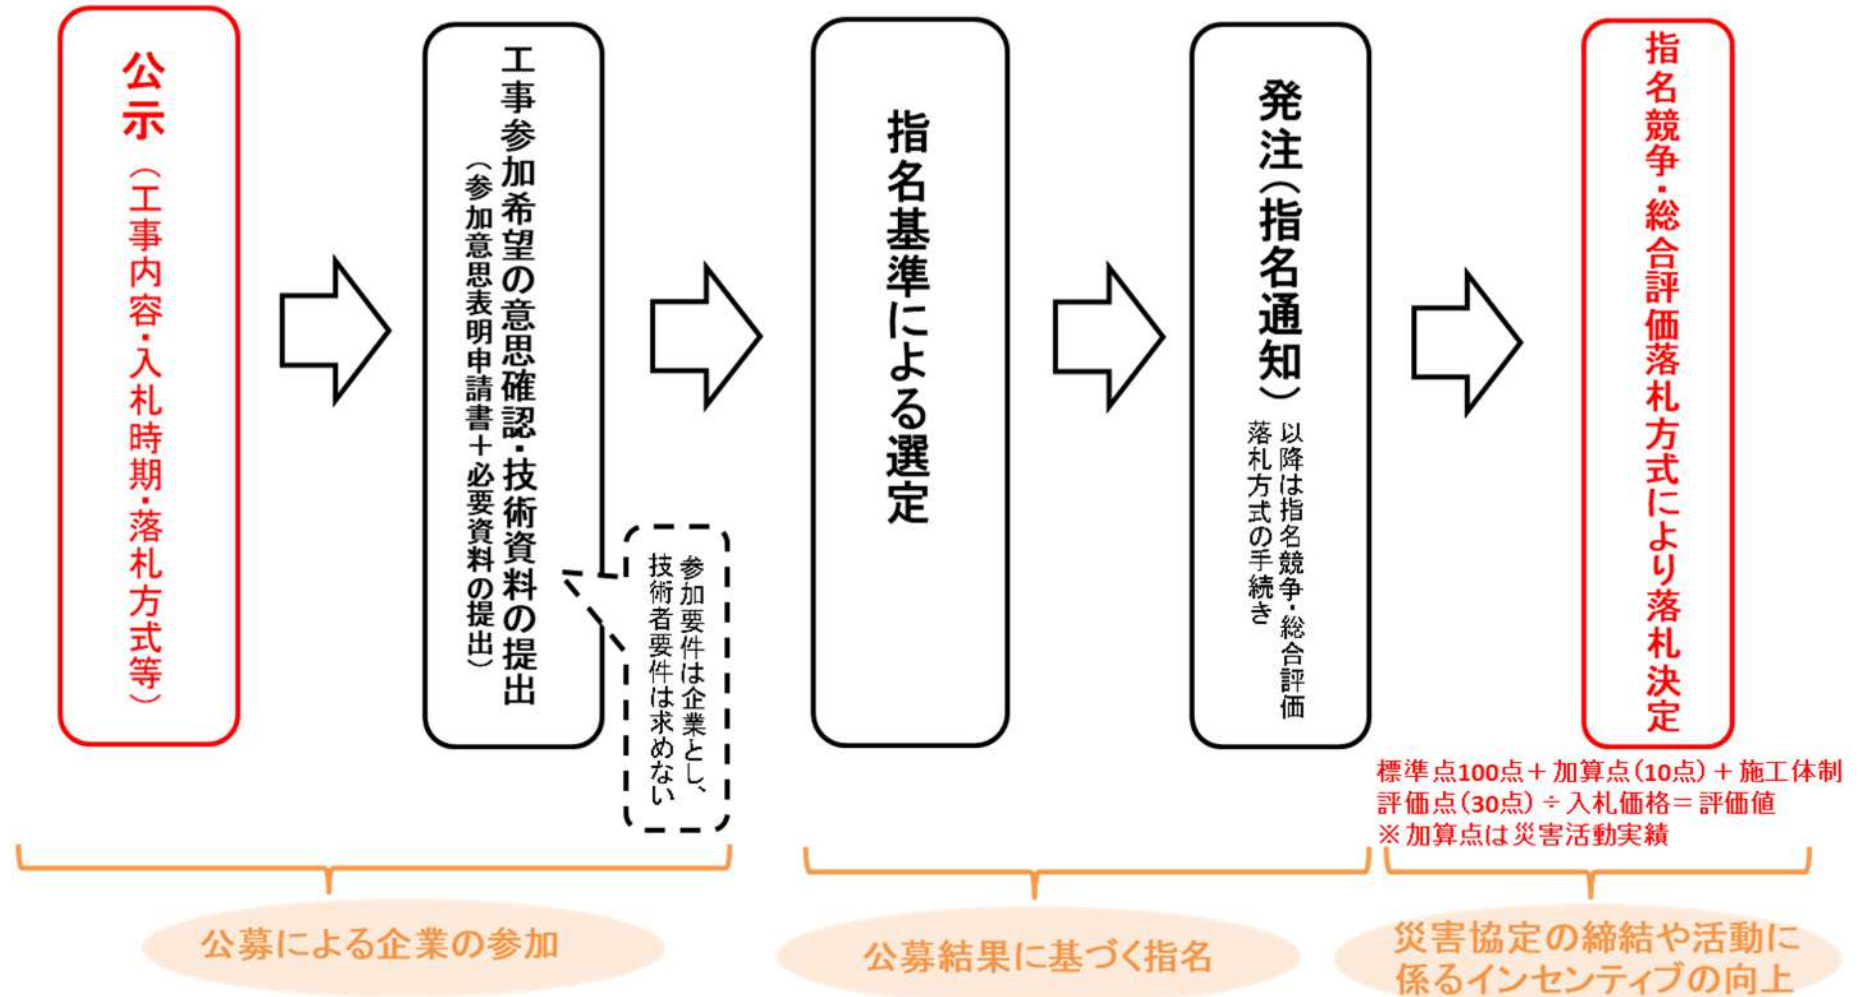 公示（工事内容・入札時期・落札方式等）
工事参加希望の意思確認・技術資料の提出
（参加意思表明申請書＋必要資料の提出）
参加要件は企業とし、
技術者要件は求めない
指名基準による選定
発注（指名通知）
以降は指名競争・総合評価
落札方式の手続き
指名競争・総合評価落札方式により落札決定
標準点100点＋加算点（10点）＋施工体制
評価点（30点）÷入札価格＝評価値
※加算点は災害活動実績
公募による企業の参加
公募結果に基づく指名
災害協定の締結や活動に
係るインセンティブの向上